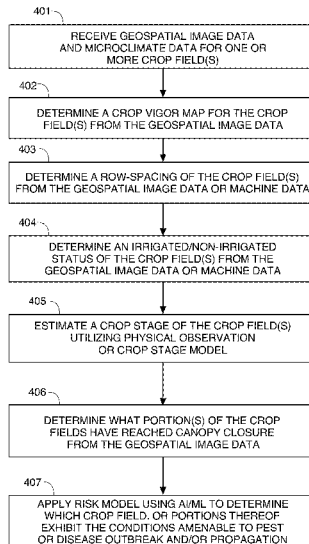 401
RECEIVE GEOSPATIAL IMAGE DATA
AND MICROCLIMATE DATA FOR ONE OR
MORE CROP FIELD(S)
402
DETERMINE A CROP VIGOR MAP FOR THE CROP
FIELD(S) FROM THE GEOSPATIAL IMAGE DATA
403
DETERMINE A ROW-SPACING OF THE CROP FIELD(S)
FROM THE GEOSPATIAL IMAGE DATA OR MACHINE DATA
404
DETERMINE AN IRRIGATED/NON-IRRIGATED
STATUS OF THE CROP FIELD(S) FROM THE
GEOSPATIAL IMAGE DATA OR MACHINE DATA
405
ESTIMATE A CROP STAGE OF THE CROP FIELD(S)
UTILIZING PHYSICAL OBSERVATION
OR CROP STAGE MODEL
406
DETERMINE WHAT PORTION(S) OF THE CROP
FIELDS HAVE REACHED CANOPY CLOSURE
FROM THE GEOSPATIAL IMAGE DATA
407
APPLY RISK MODEL USING AI/ML TO DETERMINE
WHICH CROP FIELD, OR PORTIONS THEREOF
EXHIBIT THE CONDITIONS AMENABLE TO PEST
OR DISEASE OUTBREAK AND/OR PROPAGATION